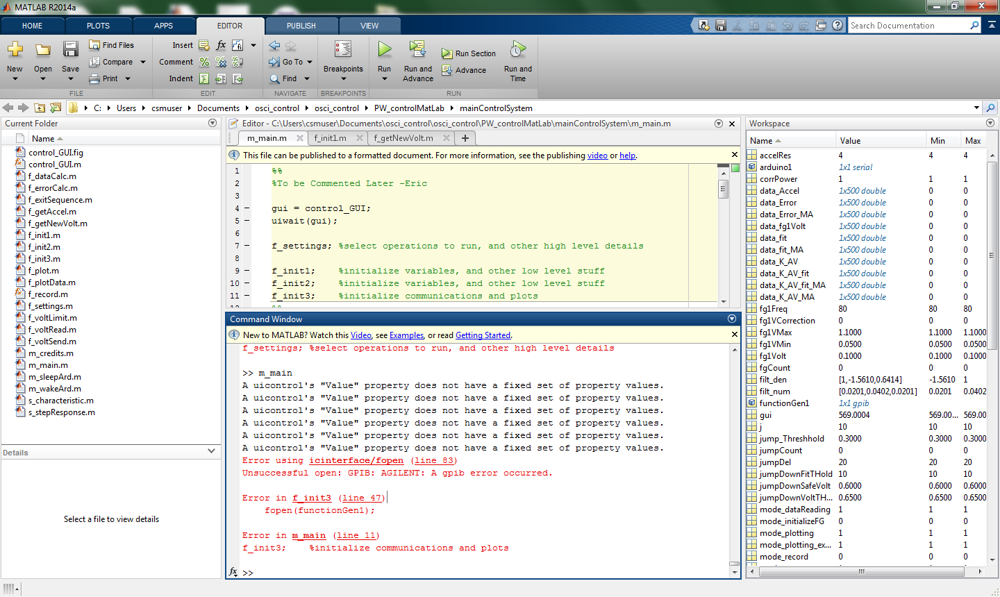 MATLAB R2014a
HOME PLOTS APPS EDITOR PUBLISH VIEW
Search Documentation
New Open Save Find Files Compare Print
Insert Comment Indent
Go To Find
Breakpoints
Run Run and Advance Run Section Advance Run and Time
FILE EDIT NAVIGATE BREAKPOINTS RUN
C: Users csmuser Documents osci_control osci_control PW_controlMatLab mainControlSystem
Current Folder
Name
control_GUI.fig
control_GUI.m
f_dataCalc.m
f_errorCalc.m
f_exitSequence.m
f_getAccel.m
f_getNewVolt.m
f_init1.m
f_init2.m
f_init3.m
f_plot.m
f_plotData.m
f_record.m
f_settings.m
f_voltLimit.m
f_voltRead.m
f_voltSend.m
m_credits.m
m_main.m
m_sleepArd.m
m_wakeArd.m
s_characteristic.m
s_stepResponse.m
Details
Select a file to view details
Editor - C:\Users\csmuser\Documents\osci_control\osci_control\PW_controlMatLab\mainControlSystem\m_main.m
m_main.m f_init1.m f_getNewVolt.m
This file can be published to a formatted document. For more information, see the publishing video or help.
1 %%
2 %To be Commented Later -Eric
3
4 gui = control_GUI;
5 uiwait(gui);
6
7 f_settings; %select operations to run, and other high level details
8
9 f_init1; %initialize variables, and other low level stuff
10 f_init2; %initialize variables, and other low level stuff
11 f_init3; %initialize communications and plots
Command Window
New to MATLAB? Watch this Video, see Examples, or read Getting Started.
f_settings; %select operations to run, and other high level details
>> m_main
A uicontrol's "Value" property does not have a fixed set of property values.
A uicontrol's "Value" property does not have a fixed set of property values.
A uicontrol's "Value" property does not have a fixed set of property values.
A uicontrol's "Value" property does not have a fixed set of property values.
A uicontrol's "Value" property does not have a fixed set of property values.
A uicontrol's "Value" property does not have a fixed set of property values.
Error using icinterface/fopen (line 83)
Unsuccessful open: GPIB: AGILENT: A gpib error occurred.
Error in f_init3 (line 47)
fopen(functionGen1);
Error in m_main (line 11)
f_init3; %initialize communications and plots
fx >>
Workspace
Name Value Min Max
accelRes 4 4 4
arduino1 1x1 serial
corrPower 1 1 1
data_Accel 1x500 double 0 0
data_Error 1x500 double 0 0
data_Error_MA 1x500 double 0 0
data_fg1Volt 1x500 double 0 0
data_fit 1x500 double 0 0
data_fit_MA 1x500 double 0 0
data_K_AV 1x500 double 0 0
data_K_AV_fit 1x500 double 0 0
data_K_AV_fit_MA 1x500 double 0 0
data_K_AV_MA 1x500 double 0 0
fg1Freq 80 80 80
fg1VCorrection 0 0 0
fg1VMax 1.1000 1.1000 1.1000
fg1VMin 0.0500 0.0500 0.0500
fg1Volt 0.1000 0.1000 0.1000
fgCount 0 0 0
filt_den [1,-1.5610,0.6414] -1.5610 1
filt_num [0.0201,0.0402,0.0201] 0.0201 0.0402
functionGen1 1x1 gpib
gui 569.0004 569.00... 569.00
j 10 10 10
jump_Threshhold 0.3000 0.3000 0.3000
jumpCount 0 0 0
jumpDel 20 20 20
jumpDownFitTHold 10 10 10
jumpDownSafeVolt 0.6000 0.6000 0.6000
jumpDownVoltTH... 0.6500 0.6500 0.6500
mode_dataReading 1 1 1
mode_initializeFG 0 0 0
mode_plotting 1 1 1
mode_plotting_ex... 1 1 1
mode_record 0 0 0